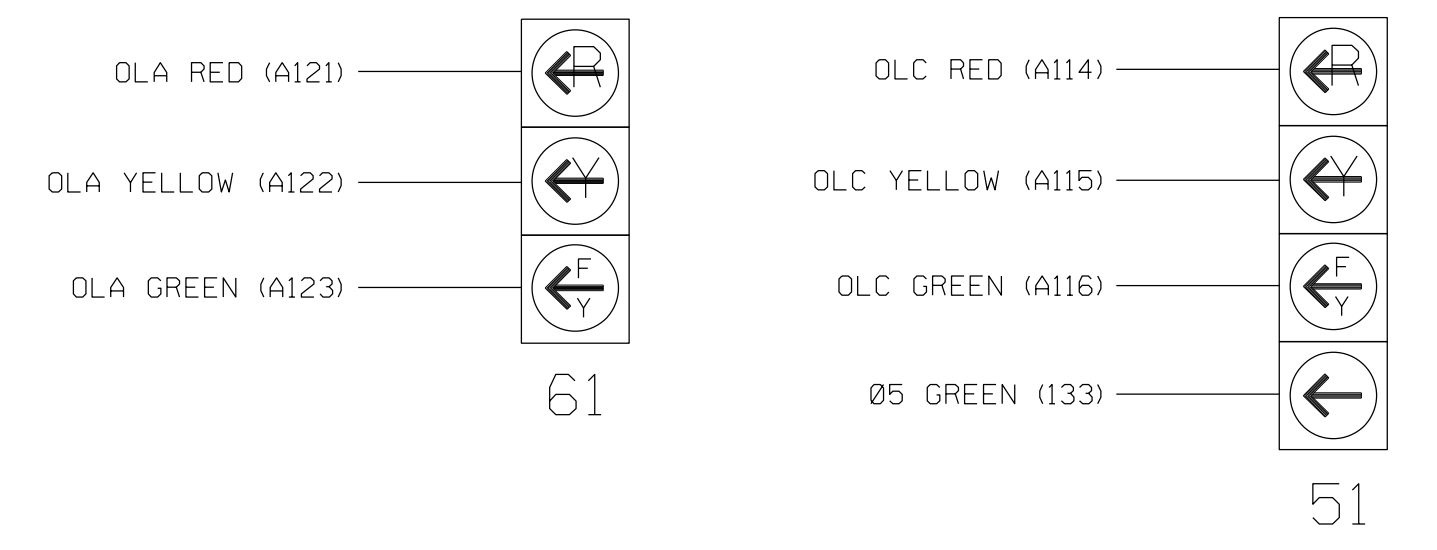 OLA RED (A121)
R
OLA YELLOW (A122)
Y
OLA GREEN (A123)
F
Y
61
OLC RED (A114)
R
OLC YELLOW (A115)
Y
OLC GREEN (A116)
F
Y
Ø5 GREEN (133)
51